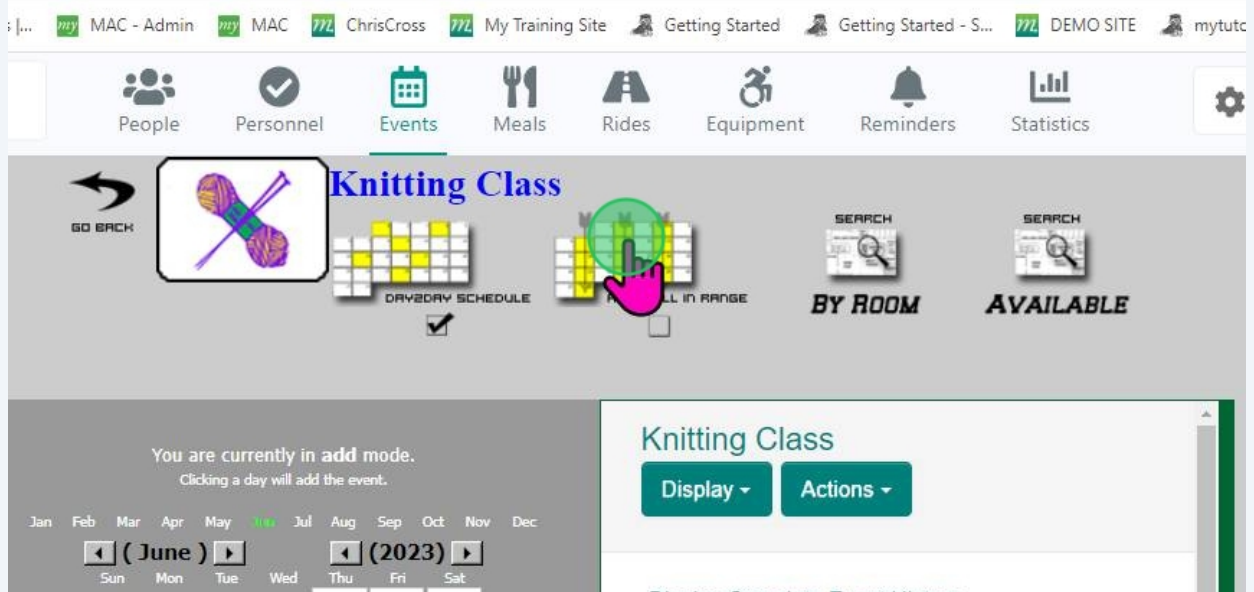 s |... my MAC - Admin my MAC m ChrisCross m My Training Site Getting Started Getting Started - S... m DEMO SITE mytuto
People Personnel Events Meals Rides Equipment Reminders Statistics
Knitting Class
GO BACK
SEARCH SEARCH
DAY2DAY SCHEDULE IN RANGE
BY ROOM AVAILABLE
You are currently in add mode.
Clicking a day will add the event.
Knitting Class
Display Actions
Jan Feb Mar Apr May Jun Jul Aug Sep Oct Nov Dec
( June ) (2023)
Sun Mon Tue Wed Thu Fri Sat